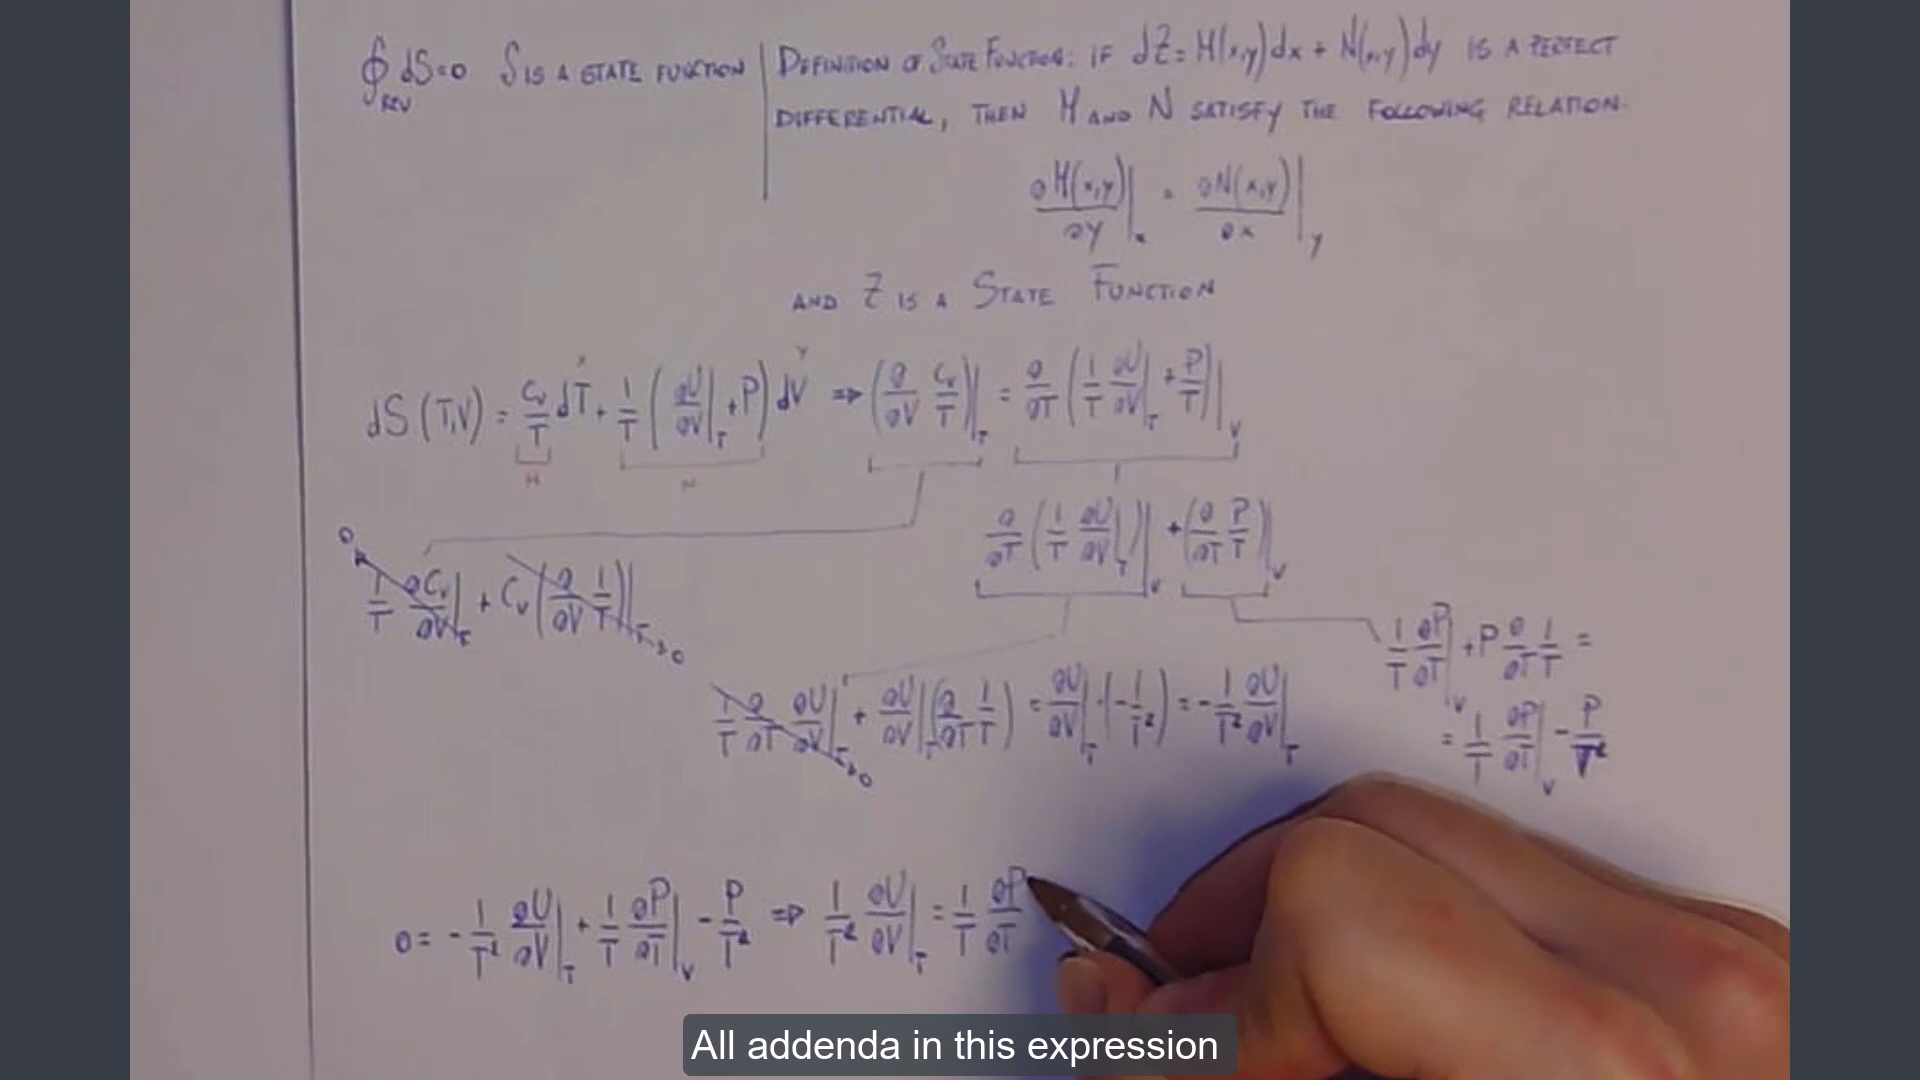 ∮ dS=0 S IS A STATE FUNCTION | DEFINITION OF STATE FUNCTION: IF dZ= M(x,y)dx + N(x,y)dy IS A PERFECT
REV
DIFFERENTIAL, THEN M AND N SATISFY THE FOLLOWING RELATION.
∂M(x,y)/∂y|x = ∂N(x,y)/∂x|y
AND Z IS A STATE FUNCTION
x y
dS(T,V) = Cv/T dT + 1/T (∂U/∂V|T + P) dV ⇒ (∂/∂V Cv/T)|T = ∂/∂T (1/T ∂U/∂V|T + P/T)|V
M N
∂/∂T (1/T ∂U/∂V|T)|V + (∂/∂T P/T)|V
0
1/T ∂Cv/∂V|T + Cv (∂/∂V 1/T)|T → 0
1/T ∂P/∂T|V + P ∂/∂T 1/T =
1/T ∂/∂T ∂U/∂V|T + ∂U/∂V|T (∂/∂T 1/T) = ∂U/∂V|T · (-1/T²) = -1/T² ∂U/∂V|T
→ 0
= 1/T ∂P/∂T|V - P/T²
0 = -1/T² ∂U/∂V|T + 1/T ∂P/∂T|V - P/T² ⇒ 1/T² ∂U/∂V|T = 1/T ∂P/∂T
All addenda in this expression